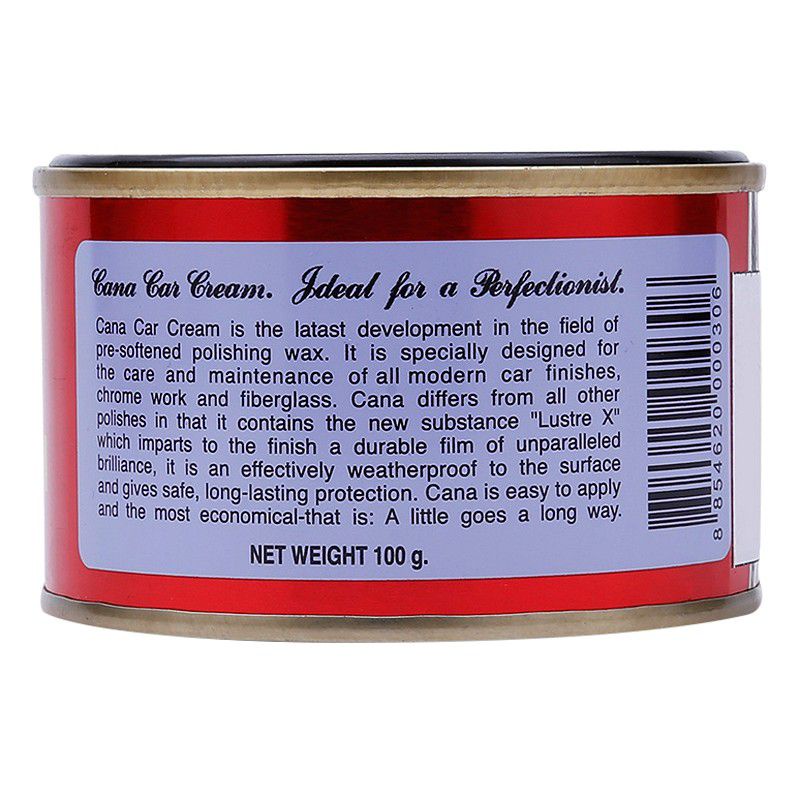 Cana Car Cream. Ideal for a Perfectionist.
Cana Car Cream is the latast development in the field of
pre-softened polishing wax. It is specially designed for
the care and maintenance of all modern car finishes,
chrome work and fiberglass. Cana differs from all other
polishes in that it contains the new substance "Lustre X"
which imparts to the finish a durable film of unparalleled
brilliance, it is an effectively weatherproof to the surface
and gives safe, long-lasting protection. Cana is easy to apply
and the most economical-that is: A little goes a long way.
NET WEIGHT 100 g.
8 854620 000306